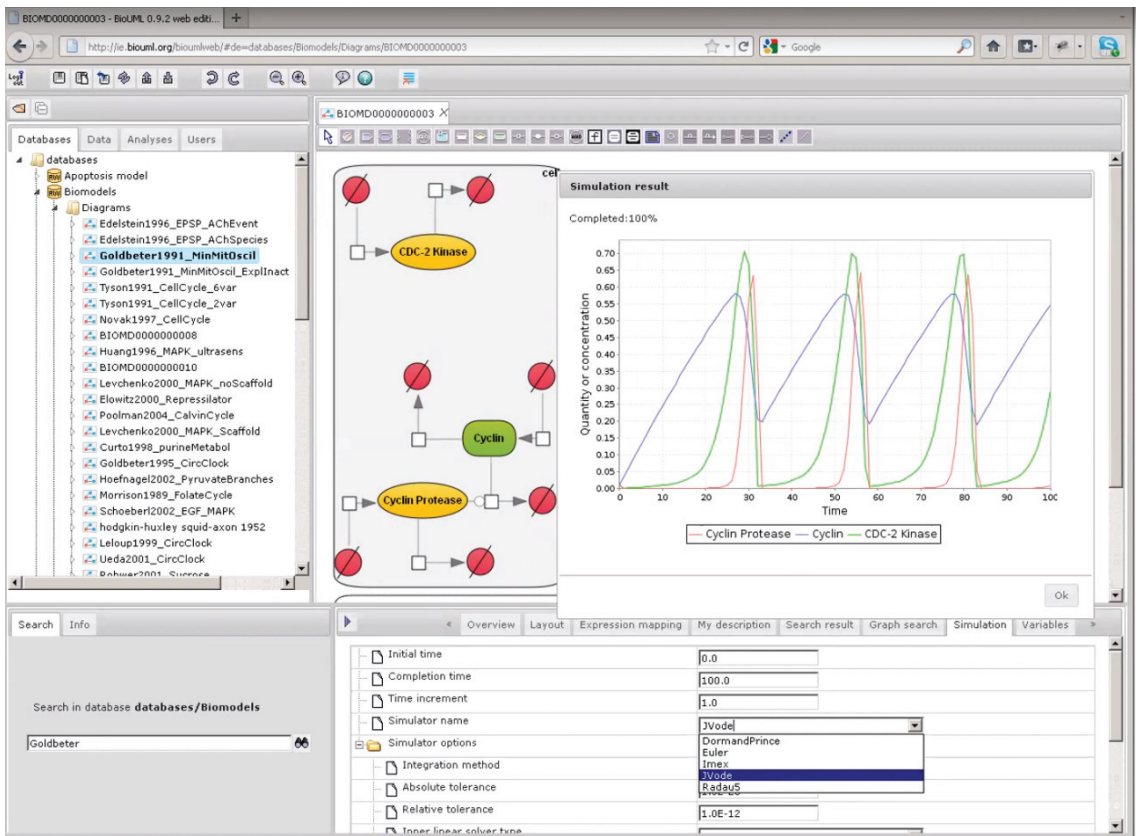 BIOMD0000000003 - BioUML 0.9.2 web editi...
http://ie.biouml.org/bioumlweb/#de=databases/Biomodels/Diagrams/BIOMD0000000003
Google
Log out
BIOMD0000000003
Databases Data Analyses Users
databases
Apoptosis model
Biomodels
Diagrams
Edelstein1996_EPSP_AChEvent
Edelstein1996_EPSP_AChSpecies
Goldbeter1991_MinMitOscil
Goldbeter1991_MinMitOscil_ExplInact
Tyson1991_CellCycle_6var
Tyson1991_CellCycle_2var
Novak1997_CellCycle
BIOMD0000000008
Huang1996_MAPK_ultrasens
BIOMD0000000010
Levchenko2000_MAPK_noScaffold
Elowitz2000_Repressilator
Poolman2004_CalvinCycle
Levchenko2000_MAPK_Scaffold
Curto1998_purineMetabol
Goldbeter1995_CircClock
Hoefnagel2002_PyruvateBranches
Morrison1989_FolateCycle
Schoeberl2002_EGF_MAPK
hodgkin-huxley squid-axon 1952
Leloup1999_CircClock
Ueda2001_CircClock
Rohwer2001_Sucrose
cel
CDC-2 Kinase
Cyclin
Cyclin Protease
Simulation result
Completed:100%
Quantity or concentration
0.70
0.65
0.60
0.55
0.50
0.45
0.40
0.35
0.30
0.25
0.20
0.15
0.10
0.05
0.00
0 10 20 30 40 50 60 70 80 90 100
Time
Cyclin Protease Cyclin CDC-2 Kinase
Ok
Search Info
Search in database databases/Biomodels
Goldbeter
« Overview Layout Expression mapping My description Search result Graph search Simulation Variables »
Initial time 0.0
Completion time 100.0
Time increment 1.0
Simulator name JVode
Simulator options
DormandPrince
Euler
Integration method
Imex
JVode
Absolute tolerance
Radau5
Relative tolerance 1.0E-12
Inner linear solver type